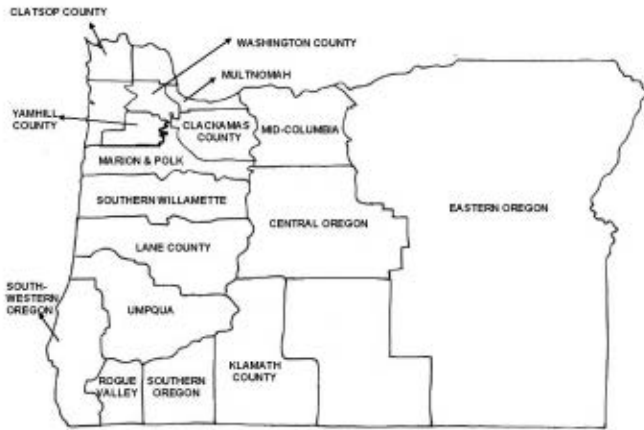 CLATSOP COUNTY
WASHINGTON COUNTY
MULTNOMAH
YAMHILL
COUNTY
CLACKAMAS
COUNTY
MID-COLUMBIA
MARION & POLK
SOUTHERN WILLAMETTE
EASTERN OREGON
CENTRAL OREGON
LANE COUNTY
SOUTH-
WESTERN
OREGON
UMPQUA
ROGUE
VALLEY
SOUTHERN
OREGON
KLAMATH
COUNTY